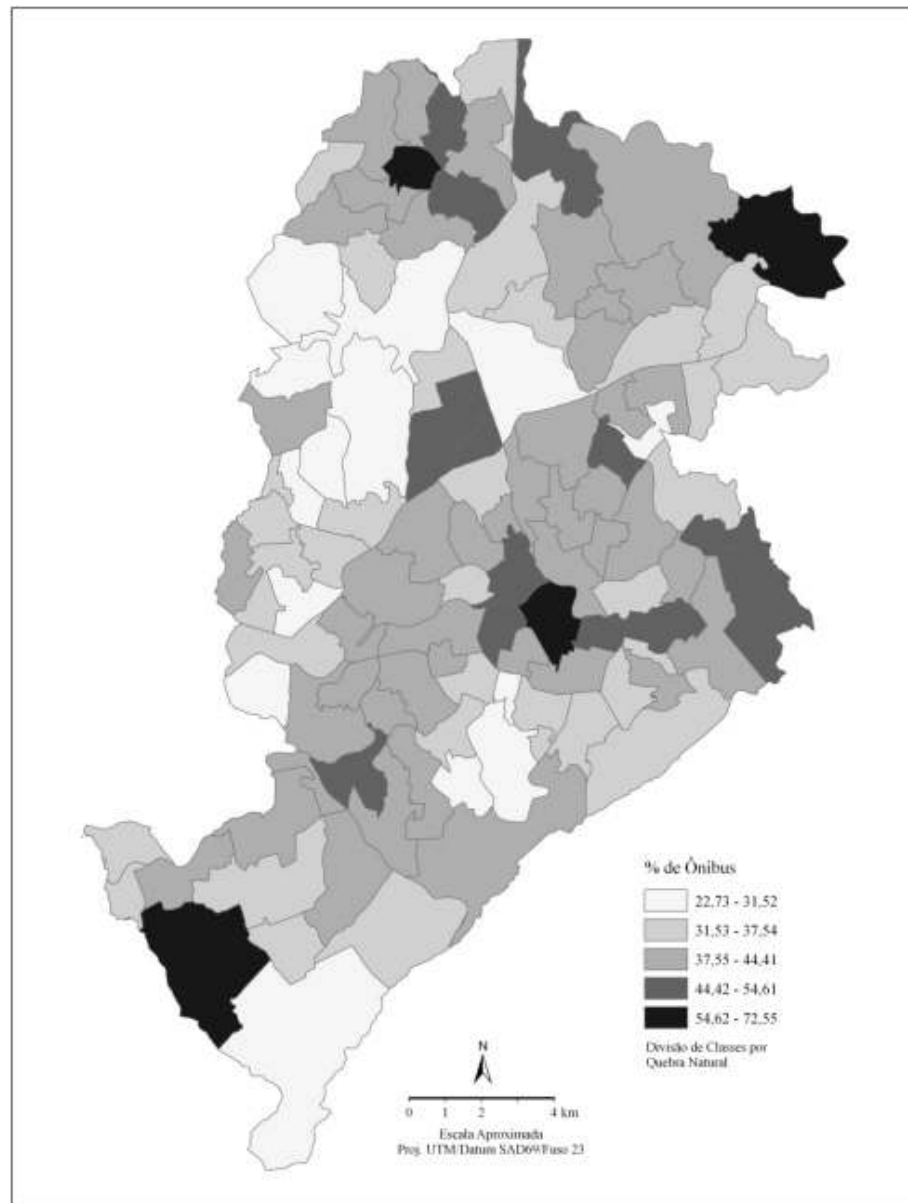 % de Ônibus
22,73 - 31,52
31,53 - 37,54
37,55 - 44,41
44,42 - 54,61
54,62 - 72,55
Divisão de Classes por
Quebra Natural
N
0 1 2 4 km
Escala Aproximada
Proj. UTM/Datum SAD69/Fuso 23